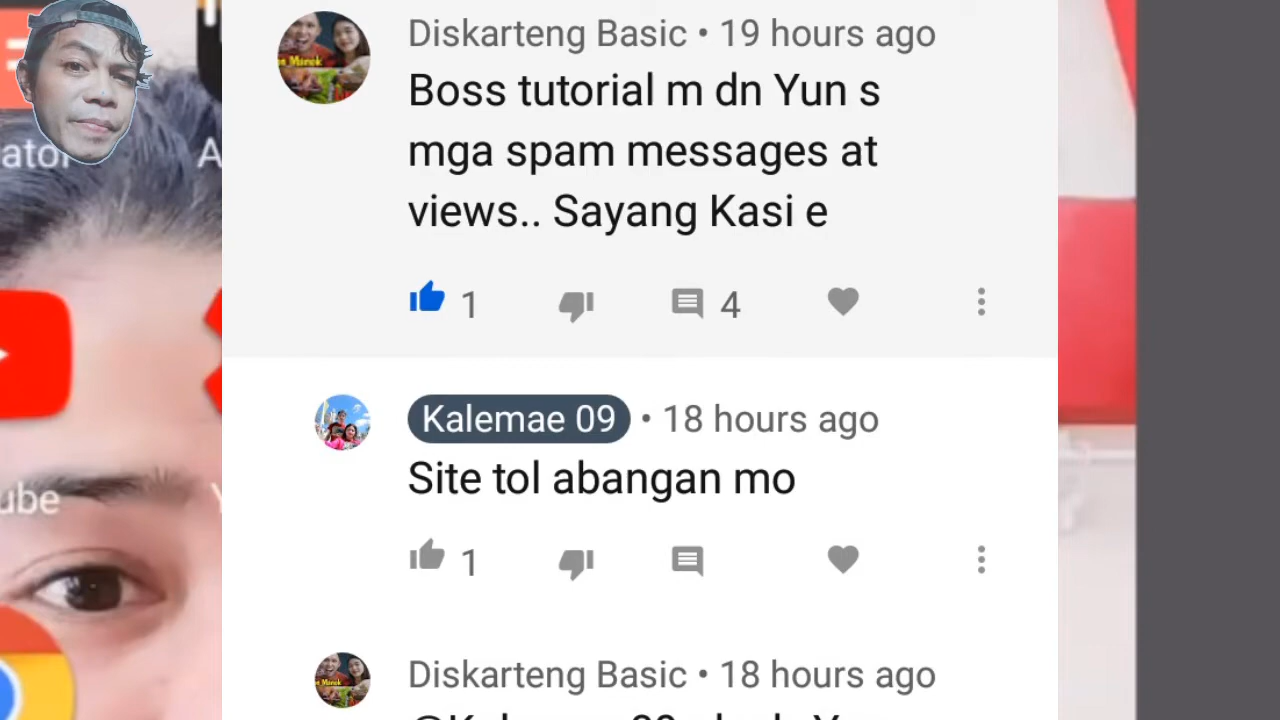 Diskarteng Basic • 19 hours ago
Boss tutorial m dn Yun s
mga spam messages at
views.. Sayang Kasi e
1
4
Kalemae 09 • 18 hours ago
Site tol abangan mo
1
Diskarteng Basic • 18 hours ago